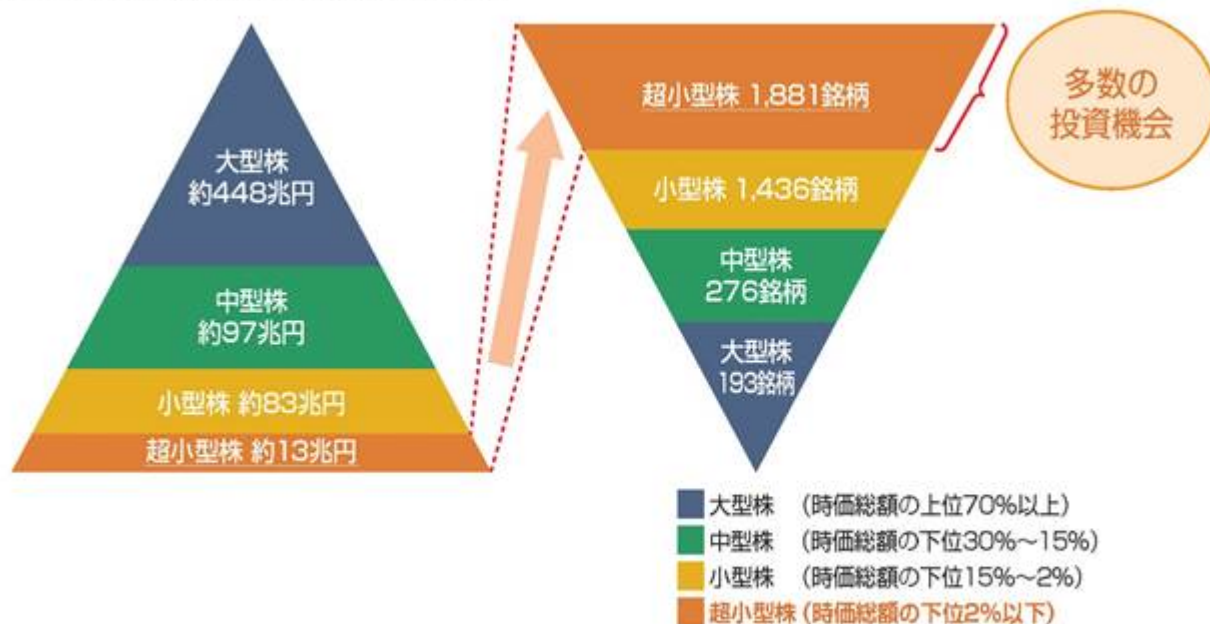 大型株
約448兆円
中型株
約97兆円
小型株 約83兆円
超小型株 約13兆円
超小型株 1,881銘柄
小型株 1,436銘柄
中型株
276銘柄
大型株
193銘柄
多数の
投資機会
大型株 （時価総額の上位70%以上）
中型株 （時価総額の下位30%～15%）
小型株 （時価総額の下位15%～2%）
超小型株 (時価総額の下位2%以下)